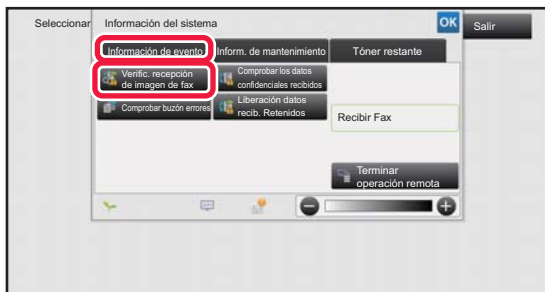 Seleccionar
Información del sistema
OK
Salir
Información de evento
Inform. de mantenimiento
Tóner restante
Verific. recepción
de imagen de fax
Comprobar los datos
confidenciales recibidos
Comprobar buzón errores
Liberación datos
recib. Retenidos
Recibir Fax
Terminar
operación remota